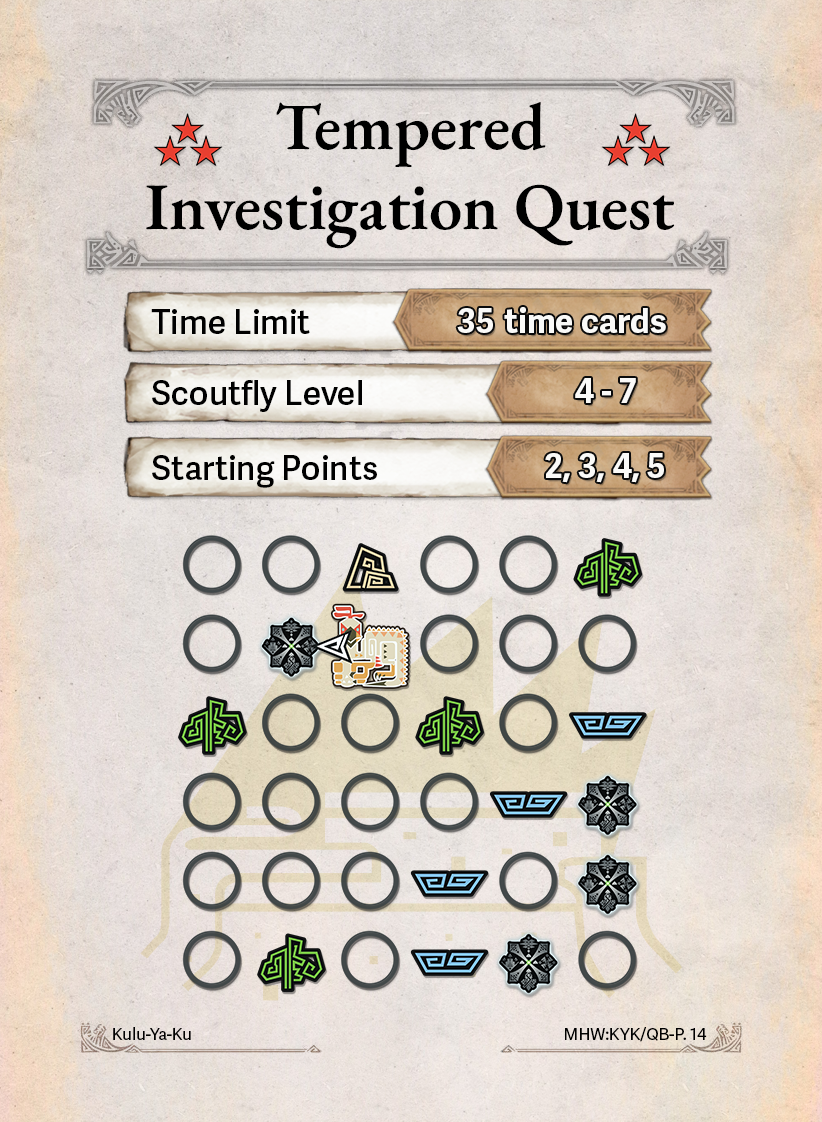 Tempered
Investigation Quest
Time Limit
35 time cards
Scoutfly Level
4 - 7
Starting Points
2, 3, 4, 5
Kulu-Ya-Ku
MHW:KYK/QB-P. 14